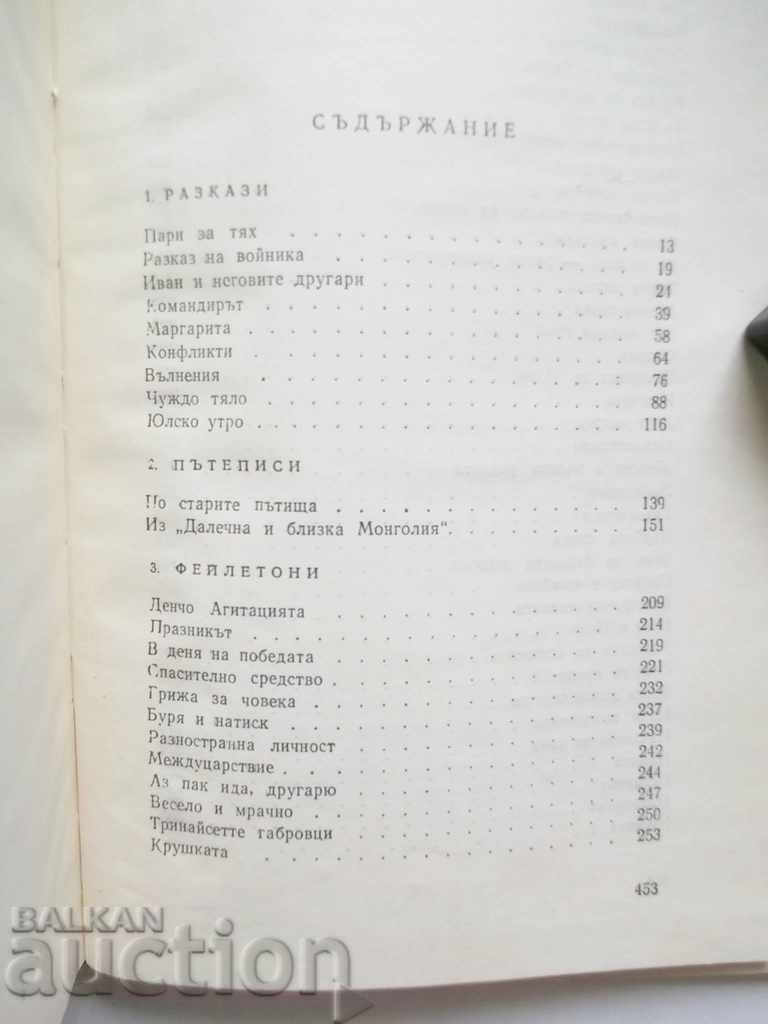 СЪДЪРЖАНИЕ
1. РАЗКАЗИ
Пари за тях . . . . . . . . . . . . . . 13
Разказ на войника . . . . . . . . . . . . 19
Иван и неговите другари . . . . . . . . . . 21
Командирът . . . . . . . . . . . . . . 39
Маргарита . . . . . . . . . . . . . . . 58
Конфликти . . . . . . . . . . . . . . . 64
Вълнения . . . . . . . . . . . . . . . 76
Чуждо тяло . . . . . . . . . . . . . . 88
Юлско утро . . . . . . . . . . . . . . 116
2. ПЪТЕПИСИ
По старите пътища . . . . . . . . . . . . 139
Из „Далечна и близка Монголия“. . . . . . . . 151
3. ФЕЙЛЕТОНИ
Денчо Агитацията . . . . . . . . . . . . 209
Празникът . . . . . . . . . . . . . . . 214
В деня на победата . . . . . . . . . . . . 219
Спасително средство . . . . . . . . . . . . 221
Грижа за човека . . . . . . . . . . . . . 232
Буря и натиск . . . . . . . . . . . . . 237
Разностранна личност . . . . . . . . . . . 239
Междуцарствие . . . . . . . . . . . . . 242
Аз пак ида, другарю . . . . . . . . . . . 244
Весело и мрачно . . . . . . . . . . . . . 247
Тринайсетте габровци . . . . . . . . . . . 250
Крушката . . . . . . . . . . . . . . . 253
453
BALKAN
auction